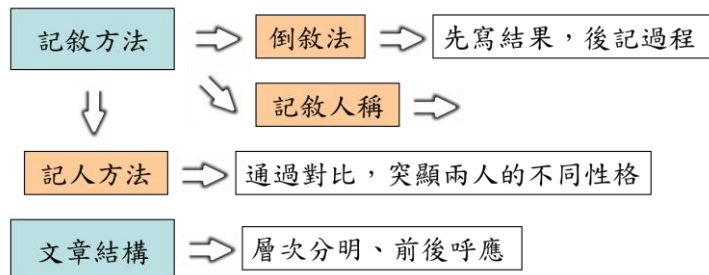 記敘方法
倒敘法
先寫結果，後記過程
記敘人稱
記人方法
通過對比，突顯兩人的不同性格
文章結構
層次分明、前後呼應